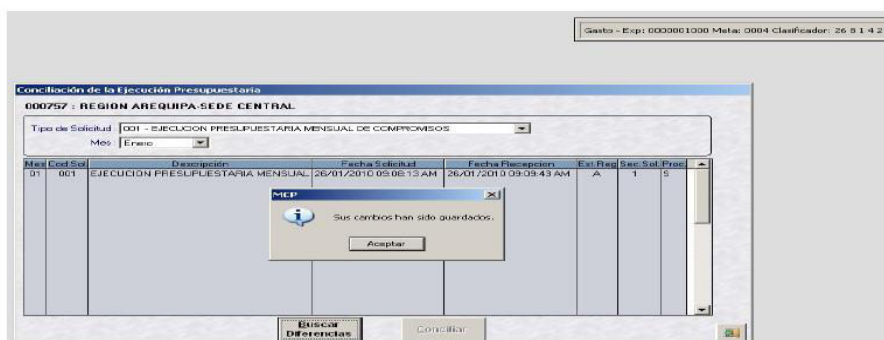 Gasto - Exp: 0000001000 Meta: 0004 Clasificador: 26 8 1 4 2
Conciliación de la Ejecución Presupuestaria
000757 : REGION AREQUIPA-SEDE CENTRAL
Tipo de Solicitud 001 - EJECUCION PRESUPUESTARIA MENSUAL DE COMPROMISOS
Mes Enero
Mes Cod.Sol Descripción Fecha Solicitud Fecha Recepcion Est.Reg Sec.Sol. Proc.
01 001 EJECUCION PRESUPUESTARIA MENSUAL 26/01/2010 09:08:13 AM 26/01/2010 09:09:43 AM A 1 S
MCP
Sus cambios han sido guardados.
Aceptar
Buscar
Diferencias
Conciliar